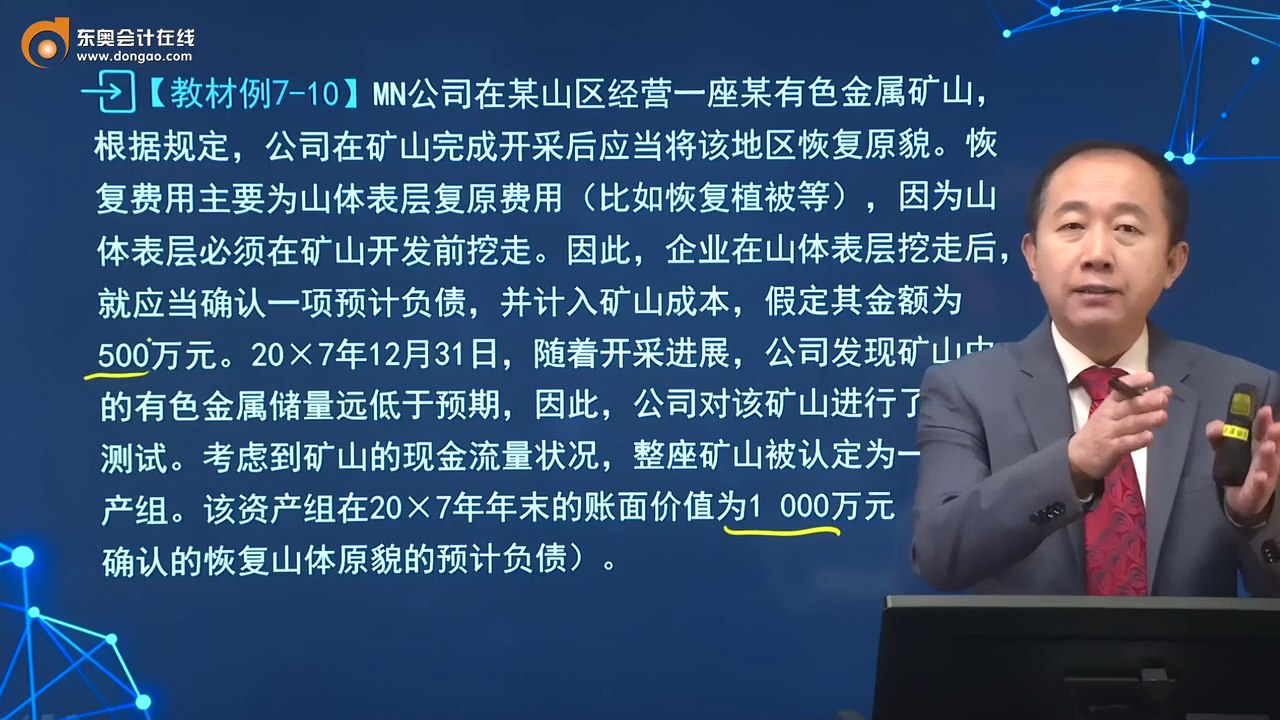 东奥会计在线
www.dongao.com
【教材例7-10】MN公司在某山区经营一座某有色金属矿山，
根据规定，公司在矿山完成开采后应当将该地区恢复原貌。恢
复费用主要为山体表层复原费用（比如恢复植被等），因为山
体表层必须在矿山开发前挖走。因此，企业在山体表层挖走后，
就应当确认一项预计负债，并计入矿山成本，假定其金额为
500万元。20×7年12月31日，随着开采进展，公司发现矿山中
的有色金属储量远低于预期，因此，公司对该矿山进行了
测试。考虑到矿山的现金流量状况，整座矿山被认定为一
产组。该资产组在20×7年年末的账面价值为1 000万元
确认的恢复山体原貌的预计负债）。